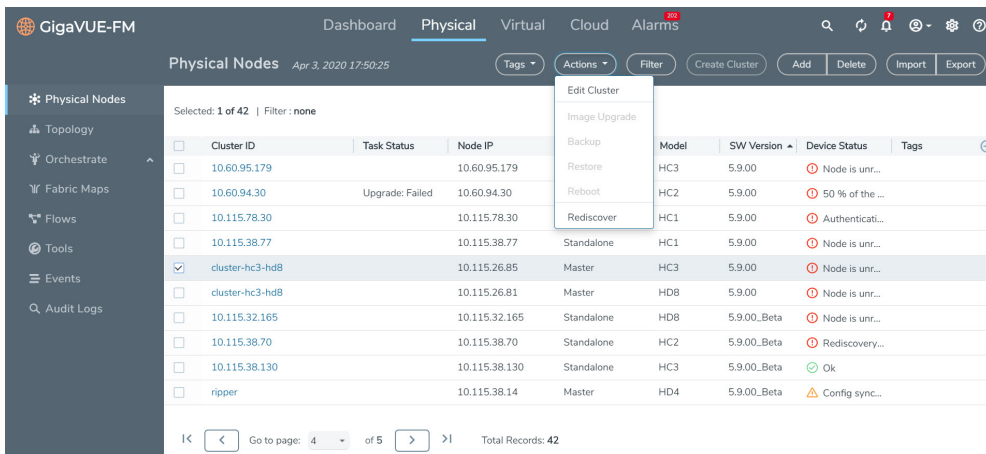 GigaVUE-FM
Dashboard Physical Virtual Cloud Alarms 202 7
Physical Nodes Apr 3, 2020 17:50:25 Tags Actions Filter Create Cluster Add Delete Import Export
Physical Nodes
Topology
Orchestrate
Fabric Maps
Flows
Tools
Events
Audit Logs
Selected: 1 of 42 | Filter : none
Edit Cluster
Image Upgrade
Backup
Restore
Reboot
Rediscover
Cluster ID Task Status Node IP Model SW Version Device Status Tags
10.60.95.179 10.60.95.179 HC3 5.9.00 Node is unr...
10.60.94.30 Upgrade: Failed 10.60.94.30 HC2 5.9.00 50 % of the ...
10.115.78.30 10.115.78.30 HC1 5.9.00 Authenticati...
10.115.38.77 10.115.38.77 Standalone HC1 5.9.00 Node is unr...
cluster-hc3-hd8 10.115.26.85 Master HC3 5.9.00 Node is unr...
cluster-hc3-hd8 10.115.26.81 Master HD8 5.9.00 Node is unr...
10.115.32.165 10.115.32.165 Standalone HD8 5.9.00_Beta Node is unr...
10.115.38.70 10.115.38.70 Standalone HC2 5.9.00_Beta Rediscovery...
10.115.38.130 10.115.38.130 Standalone HC3 5.9.00_Beta Ok
ripper 10.115.38.14 Master HD4 5.9.00_Beta Config sync...
Go to page: 4 of 5 Total Records: 42